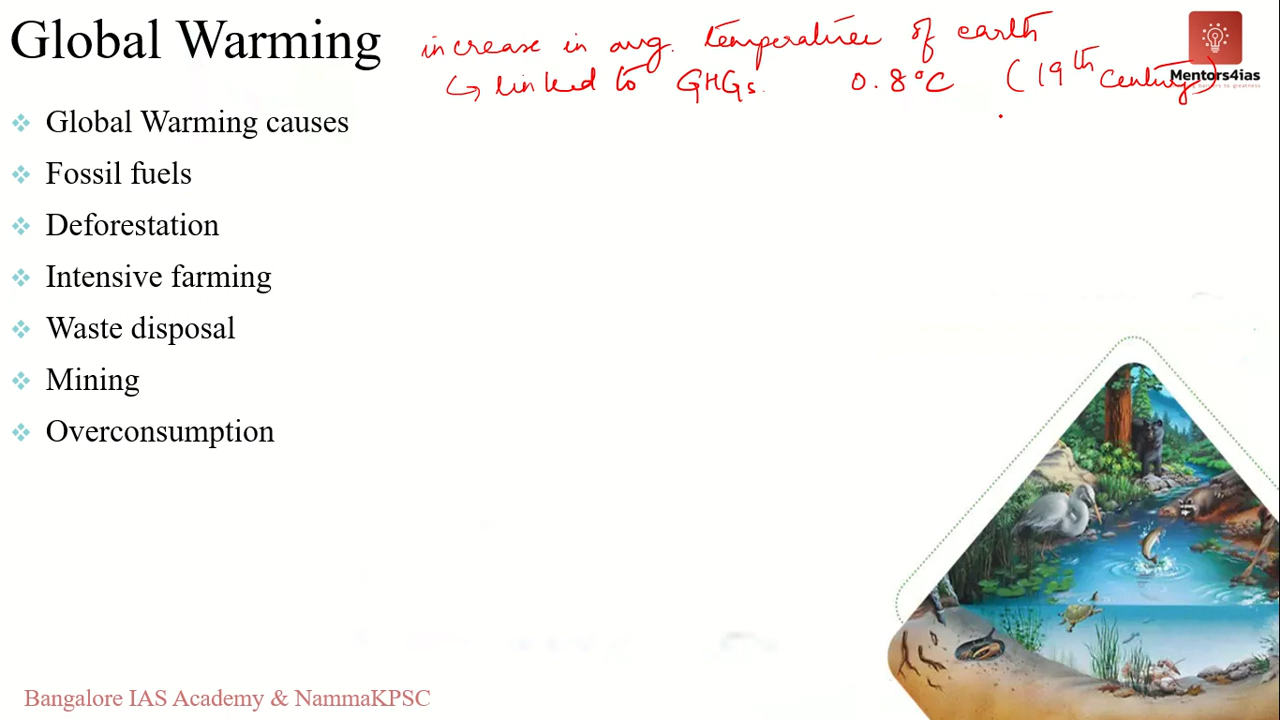 Global Warming
increase in avg. temperature of earth
↳ linked to GHGs. 0.8°C (19th Century)
Mentors4ias
Global Warming causes
Fossil fuels
Deforestation
Intensive farming
Waste disposal
Mining
Overconsumption
Bangalore IAS Academy & NammaKPSC